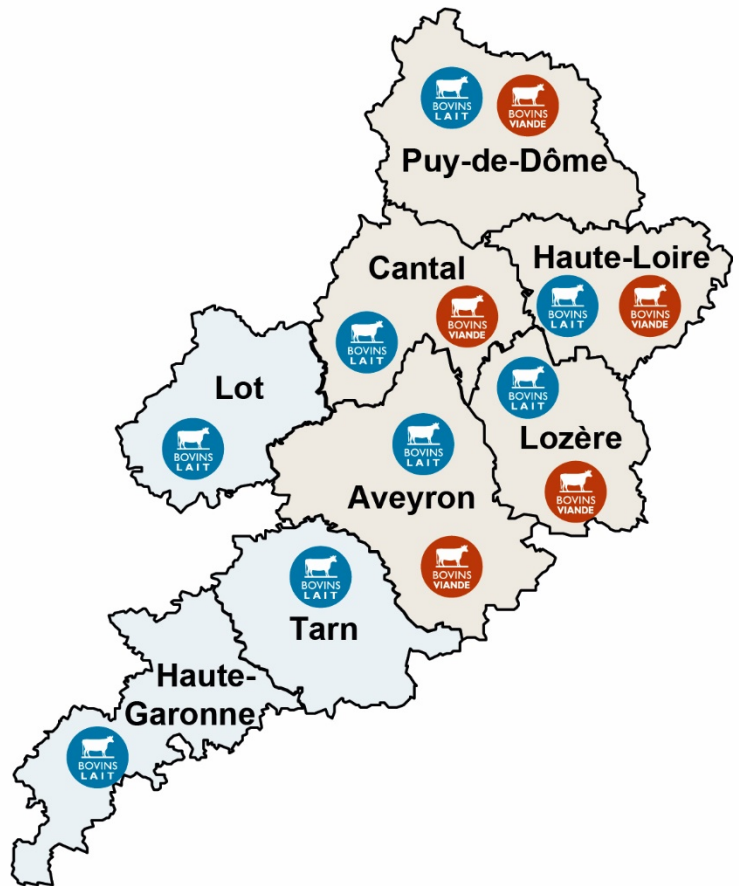 BOVINS
LAIT
BOVINS
VIANDE
Puy-de-Dôme
Cantal
Haute-Loire
BOVINS
LAIT
BOVINS
VIANDE
BOVINS
LAIT
BOVINS
VIANDE
Lot
BOVINS
LAIT
BOVINS
LAIT
Lozère
BOVINS
VIANDE
BOVINS
LAIT
Aveyron
BOVINS
VIANDE
BOVINS
LAIT
Tarn
Haute-
Garonne
BOVINS
LAIT